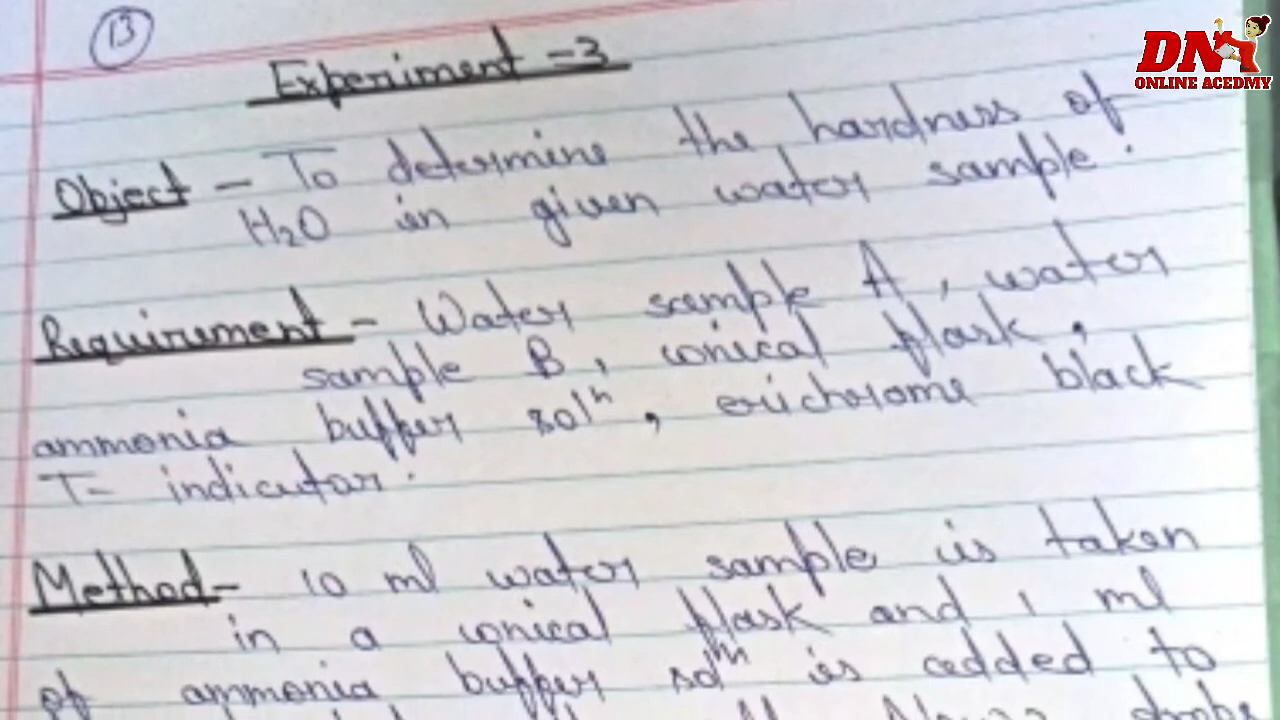 13
DN
ONLINE ACEDMY
Experiment -3
Object - To determine the hardness of
H₂O in given water sample.
Requirement - Water sample A, water
sample B, conical flask,
ammonia buffer solⁿ, erichrome black
T- indicator.
Method- 10 ml water sample is taken
in a conical flask and 1 ml
of ammonia buffer solⁿ is added to